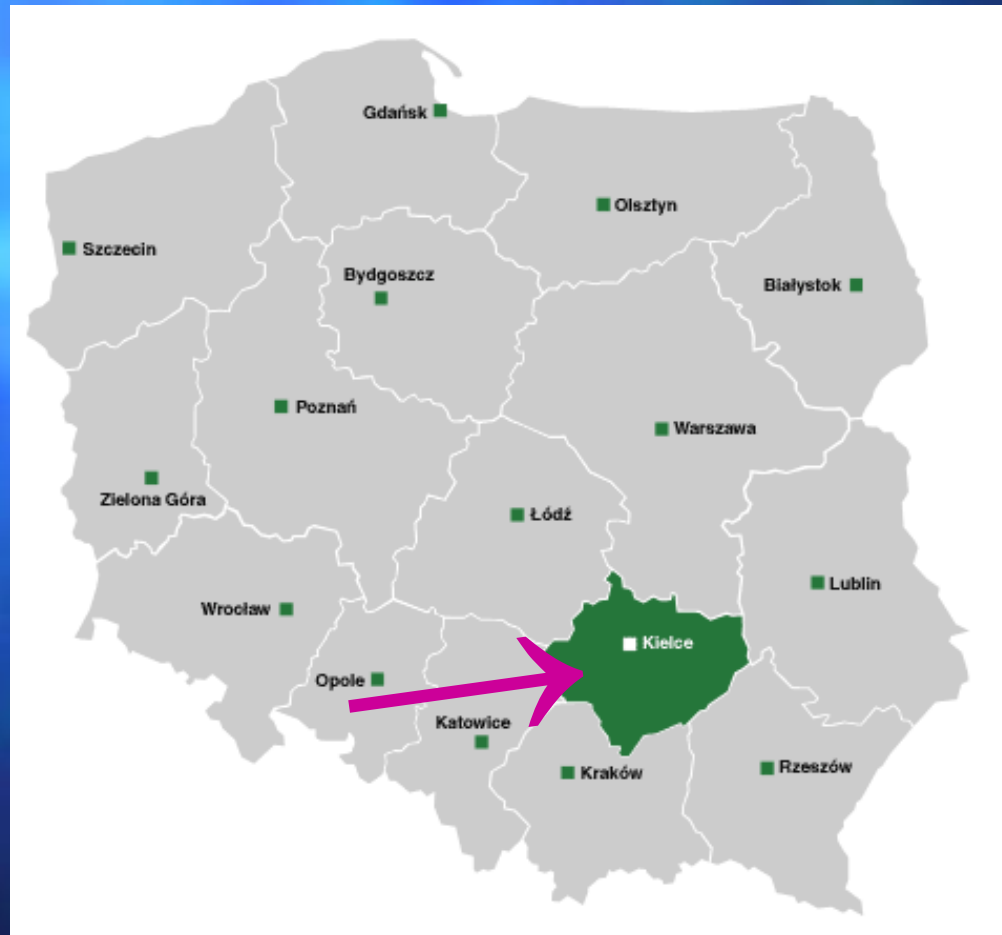 Gdańsk
Olsztyn
Szczecin
Bydgoszcz
Białystok
Poznań
Warszawa
Zielona Góra
Łódź
Lublin
Wrocław
Kielce
Opole
Katowice
Kraków
Rzeszów